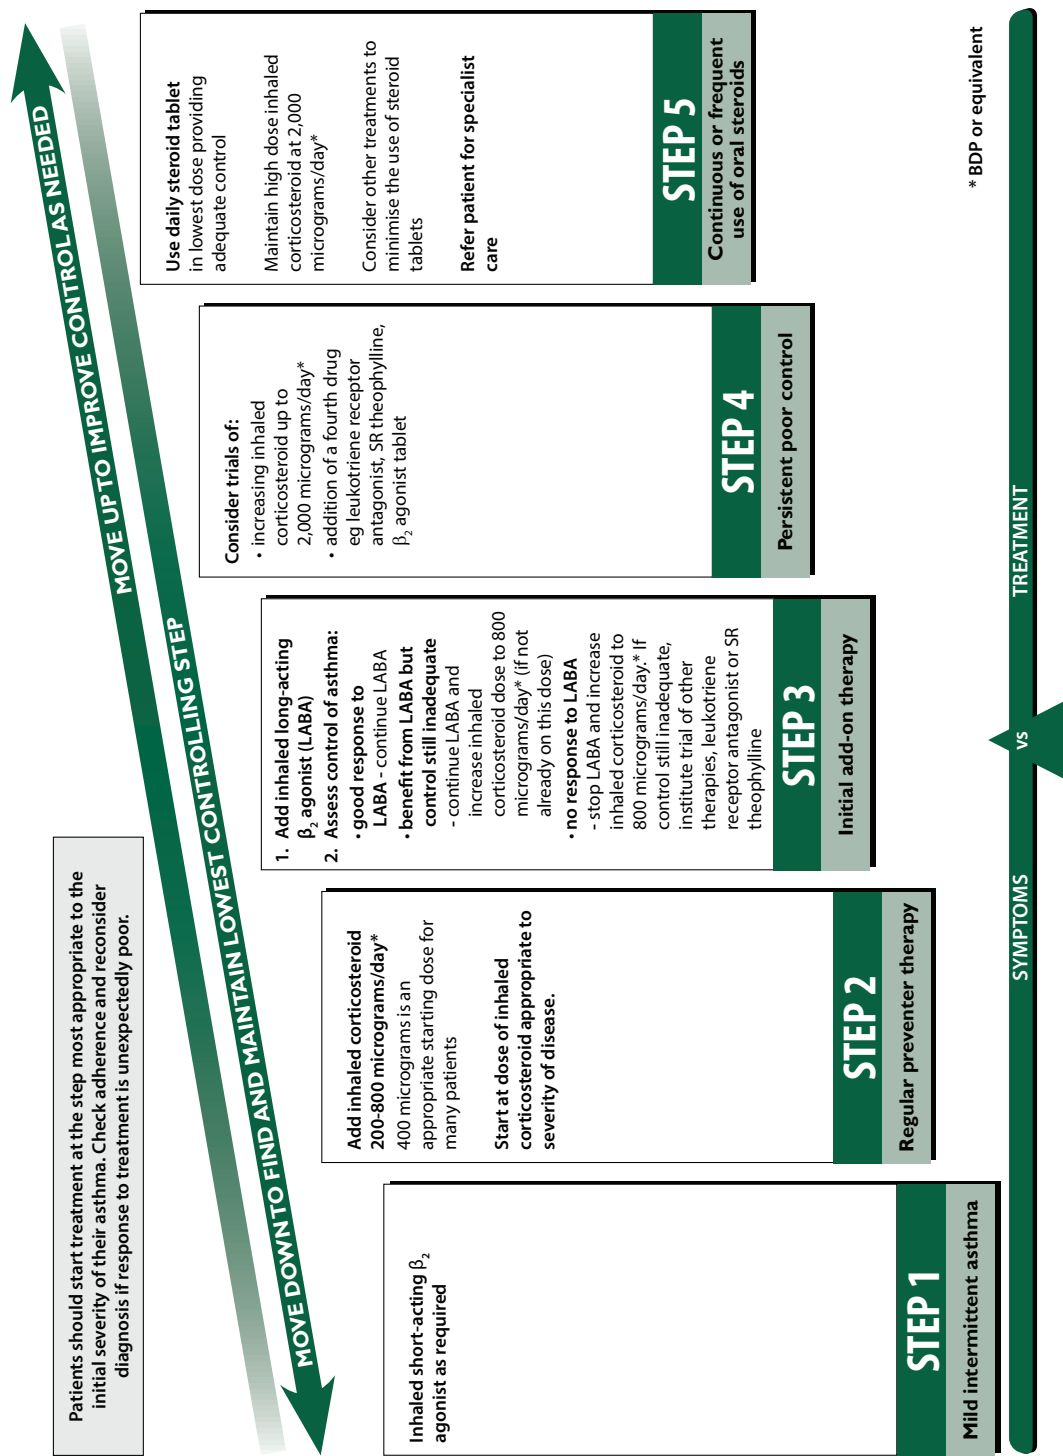 Patients should start treatment at the step most appropriate to the
initial severity of their asthma. Check adherence and reconsider
diagnosis if response to treatment is unexpectedly poor.
MOVE UP TO IMPROVE CONTROL AS NEEDED
MOVE DOWN TO FIND AND MAINTAIN LOWEST CONTROLLING STEP
Inhaled short-acting β₂
agonist as required
STEP 1
Mild intermittent asthma
Add inhaled corticosteroid
200-800 micrograms/day*
400 micrograms is an
appropriate starting dose for
many patients
Start at dose of inhaled
corticosteroid appropriate to
severity of disease.
STEP 2
Regular preventer therapy
1. Add inhaled long-acting
β₂ agonist (LABA)
2. Assess control of asthma:
• good response to
LABA - continue LABA
• benefit from LABA but
control still inadequate
- continue LABA and
increase inhaled
corticosteroid dose to 800
micrograms/day* (if not
already on this dose)
• no response to LABA
- stop LABA and increase
inhaled corticosteroid to
800 micrograms/day.* If
control still inadequate,
institute trial of other
therapies, leukotriene
receptor antagonist or SR
theophylline
STEP 3
Initial add-on therapy
Consider trials of:
• increasing inhaled
corticosteroid up to
2,000 micrograms/day*
• addition of a fourth drug
eg leukotriene receptor
antagonist, SR theophylline,
β₂ agonist tablet
STEP 4
Persistent poor control
Use daily steroid tablet
in lowest dose providing
adequate control
Maintain high dose inhaled
corticosteroid at 2,000
micrograms/day*
Consider other treatments to
minimise the use of steroid
tablets
Refer patient for specialist
care
STEP 5
Continuous or frequent
use of oral steroids
* BDP or equivalent
SYMPTOMS
vs
TREATMENT